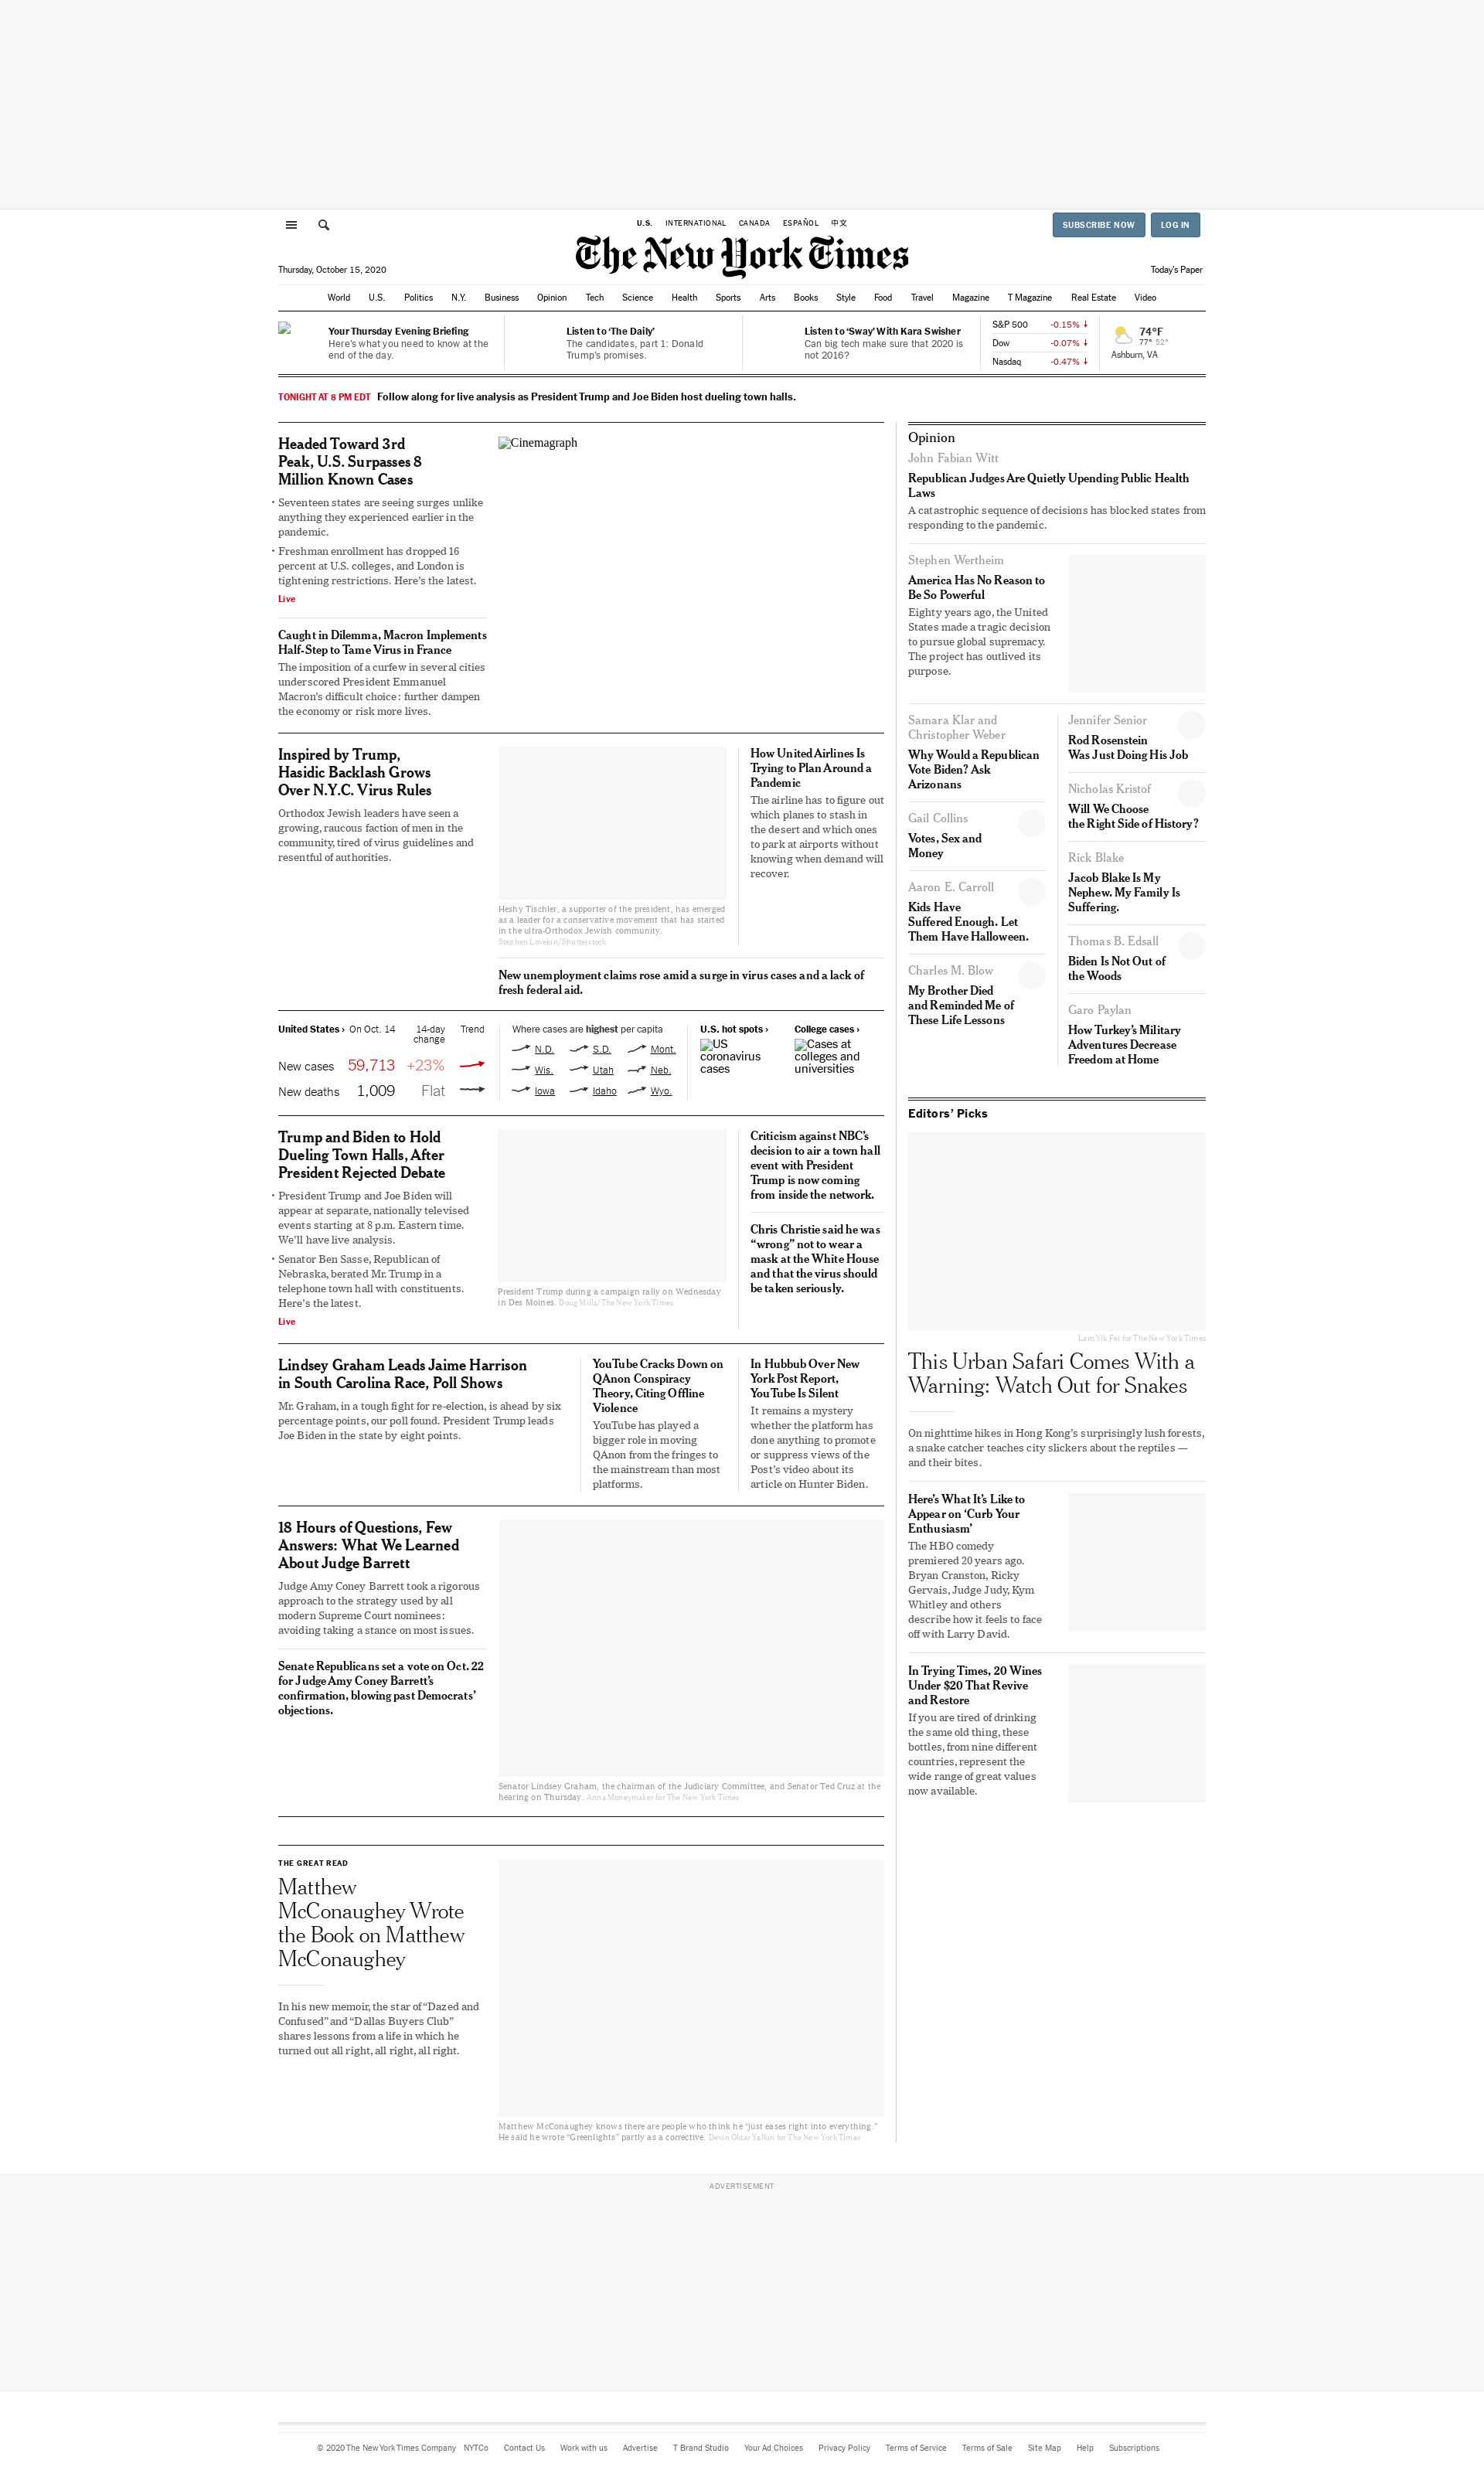 U.S. INTERNATIONAL CANADA ESPAÑOL 中文
SUBSCRIBE NOW LOG IN
The New York Times
Thursday, October 15, 2020
Today's Paper
World U.S. Politics N.Y. Business Opinion Tech Science Health Sports Arts Books Style Food Travel Magazine T Magazine Real Estate Video
Your Thursday Evening Briefing
Here's what you need to know at the
end of the day.
Listen to 'The Daily'
The candidates, part 1: Donald
Trump's promises.
Listen to 'Sway' With Kara Swisher
Can big tech make sure that 2020 is
not 2016?
S&P 500 -0.15% ↓
Dow -0.07% ↓
Nasdaq -0.47% ↓
74°F
77° 52°
Ashburn, VA
TONIGHT AT 8 PM EDT Follow along for live analysis as President Trump and Joe Biden host dueling town halls.
Headed Toward 3rd
Peak, U.S. Surpasses 8
Million Known Cases
• Seventeen states are seeing surges unlike
anything they experienced earlier in the
pandemic.
• Freshman enrollment has dropped 16
percent at U.S. colleges, and London is
tightening restrictions. Here's the latest.
Live
Caught in Dilemma, Macron Implements
Half-Step to Tame Virus in France
The imposition of a curfew in several cities
underscored President Emmanuel
Macron's difficult choice: further dampen
the economy or risk more lives.
Cinemagraph
Inspired by Trump,
Hasidic Backlash Grows
Over N.Y.C. Virus Rules
Orthodox Jewish leaders have seen a
growing, raucous faction of men in the
community, tired of virus guidelines and
resentful of authorities.
Heshy Tischler, a supporter of the president, has emerged
as a leader for a conservative movement that has started
in the ultra-Orthodox Jewish community.
Stephen Lovekin/Shutterstock
How United Airlines Is
Trying to Plan Around a
Pandemic
The airline has to figure out
which planes to stash in
the desert and which ones
to park at airports without
knowing when demand will
recover.
New unemployment claims rose amid a surge in virus cases and a lack of
fresh federal aid.
United States › On Oct. 14 14-day
change Trend
New cases 59,713 +23%
New deaths 1,009 Flat
Where cases are highest per capita
N.D. S.D. Mont.
Wis. Utah Neb.
Iowa Idaho Wyo.
U.S. hot spots ›
US
coronavirus
cases
College cases ›
Cases at
colleges and
universities
Trump and Biden to Hold
Dueling Town Halls, After
President Rejected Debate
• President Trump and Joe Biden will
appear at separate, nationally televised
events starting at 8 p.m. Eastern time.
We'll have live analysis.
• Senator Ben Sasse, Republican of
Nebraska, berated Mr. Trump in a
telephone town hall with constituents.
Here's the latest.
Live
President Trump during a campaign rally on Wednesday
in Des Moines. Doug Mills/The New York Times
Criticism against NBC's
decision to air a town hall
event with President
Trump is now coming
from inside the network.
Chris Christie said he was
“wrong” not to wear a
mask at the White House
and that the virus should
be taken seriously.
Lindsey Graham Leads Jaime Harrison
in South Carolina Race, Poll Shows
Mr. Graham, in a tough fight for re-election, is ahead by six
percentage points, our poll found. President Trump leads
Joe Biden in the state by eight points.
YouTube Cracks Down on
QAnon Conspiracy
Theory, Citing Offline
Violence
YouTube has played a
bigger role in moving
QAnon from the fringes to
the mainstream than most
platforms.
In Hubbub Over New
York Post Report,
YouTube Is Silent
It remains a mystery
whether the platform has
done anything to promote
or suppress views of the
Post's video about its
article on Hunter Biden.
18 Hours of Questions, Few
Answers: What We Learned
About Judge Barrett
Judge Amy Coney Barrett took a rigorous
approach to the strategy used by all
modern Supreme Court nominees:
avoiding taking a stance on most issues.
Senate Republicans set a vote on Oct. 22
for Judge Amy Coney Barrett's
confirmation, blowing past Democrats'
objections.
Senator Lindsey Graham, the chairman of the Judiciary Committee, and Senator Ted Cruz at the
hearing on Thursday. Anna Moneymaker for The New York Times
THE GREAT READ
Matthew
McConaughey Wrote
the Book on Matthew
McConaughey
In his new memoir, the star of “Dazed and
Confused” and “Dallas Buyers Club”
shares lessons from a life in which he
turned out all right, all right, all right.
Matthew McConaughey knows there are people who think he “just eases right into everything.”
He said he wrote “Greenlights” partly as a corrective. Devin Oktar Yalkin for The New York Times
Opinion
John Fabian Witt
Republican Judges Are Quietly Upending Public Health
Laws
A catastrophic sequence of decisions has blocked states from
responding to the pandemic.
Stephen Wertheim
America Has No Reason to
Be So Powerful
Eighty years ago, the United
States made a tragic decision
to pursue global supremacy.
The project has outlived its
purpose.
Samara Klar and
Christopher Weber
Why Would a Republican
Vote Biden? Ask
Arizonans
Gail Collins
Votes, Sex and
Money
Aaron E. Carroll
Kids Have
Suffered Enough. Let
Them Have Halloween.
Charles M. Blow
My Brother Died
and Reminded Me of
These Life Lessons
Jennifer Senior
Rod Rosenstein
Was Just Doing His Job
Nicholas Kristof
Will We Choose
the Right Side of History?
Rick Blake
Jacob Blake Is My
Nephew. My Family Is
Suffering.
Thomas B. Edsall
Biden Is Not Out of
the Woods
Garo Paylan
How Turkey's Military
Adventures Decrease
Freedom at Home
Editors' Picks
Lam Yik Fei for The New York Times
This Urban Safari Comes With a
Warning: Watch Out for Snakes
On nighttime hikes in Hong Kong's surprisingly lush forests,
a snake catcher teaches city slickers about the reptiles —
and their bites.
Here's What It's Like to
Appear on 'Curb Your
Enthusiasm'
The HBO comedy
premiered 20 years ago.
Bryan Cranston, Ricky
Gervais, Judge Judy, Kym
Whitley and others
describe how it feels to face
off with Larry David.
In Trying Times, 20 Wines
Under $20 That Revive
and Restore
If you are tired of drinking
the same old thing, these
bottles, from nine different
countries, represent the
wide range of great values
now available.
ADVERTISEMENT
© 2020 The New York Times Company NYTCo Contact Us Work with us Advertise T Brand Studio Your Ad Choices Privacy Policy Terms of Service Terms of Sale Site Map Help Subscriptions